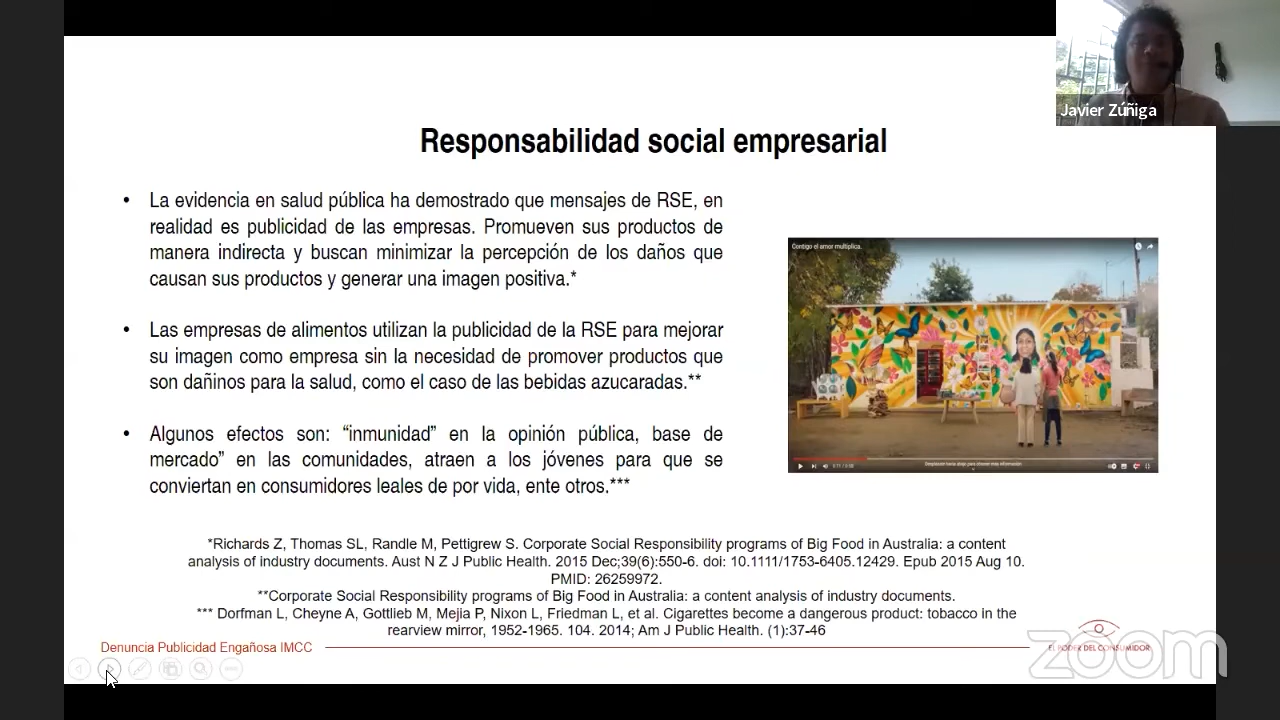 Javier Zúñiga
Responsabilidad social empresarial
• La evidencia en salud pública ha demostrado que mensajes de RSE, en
realidad es publicidad de las empresas. Promueven sus productos de
manera indirecta y buscan minimizar la percepción de los daños que
causan sus productos y generar una imagen positiva.*
• Las empresas de alimentos utilizan la publicidad de la RSE para mejorar
su imagen como empresa sin la necesidad de promover productos que
son dañinos para la salud, como el caso de las bebidas azucaradas.**
• Algunos efectos son: “inmunidad” en la opinión pública, base de
mercado” en las comunidades, atraen a los jóvenes para que se
conviertan en consumidores leales de por vida, ente otros.***
Contigo el amor multiplica.
*Richards Z, Thomas SL, Randle M, Pettigrew S. Corporate Social Responsibility programs of Big Food in Australia: a content
analysis of industry documents. Aust N Z J Public Health. 2015 Dec;39(6):550-6. doi: 10.1111/1753-6405.12429. Epub 2015 Aug 10.
PMID: 26259972.
**Corporate Social Responsibility programs of Big Food in Australia: a content analysis of industry documents.
*** Dorfman L, Cheyne A, Gottlieb M, Mejia P, Nixon L, Friedman L, et al. Cigarettes become a dangerous product: tobacco in the
rearview mirror, 1952-1965. 104. 2014; Am J Public Health. (1):37-46
Denuncia Publicidad Engañosa IMCC
EL PODER DEL CONSUMIDOR
zoom